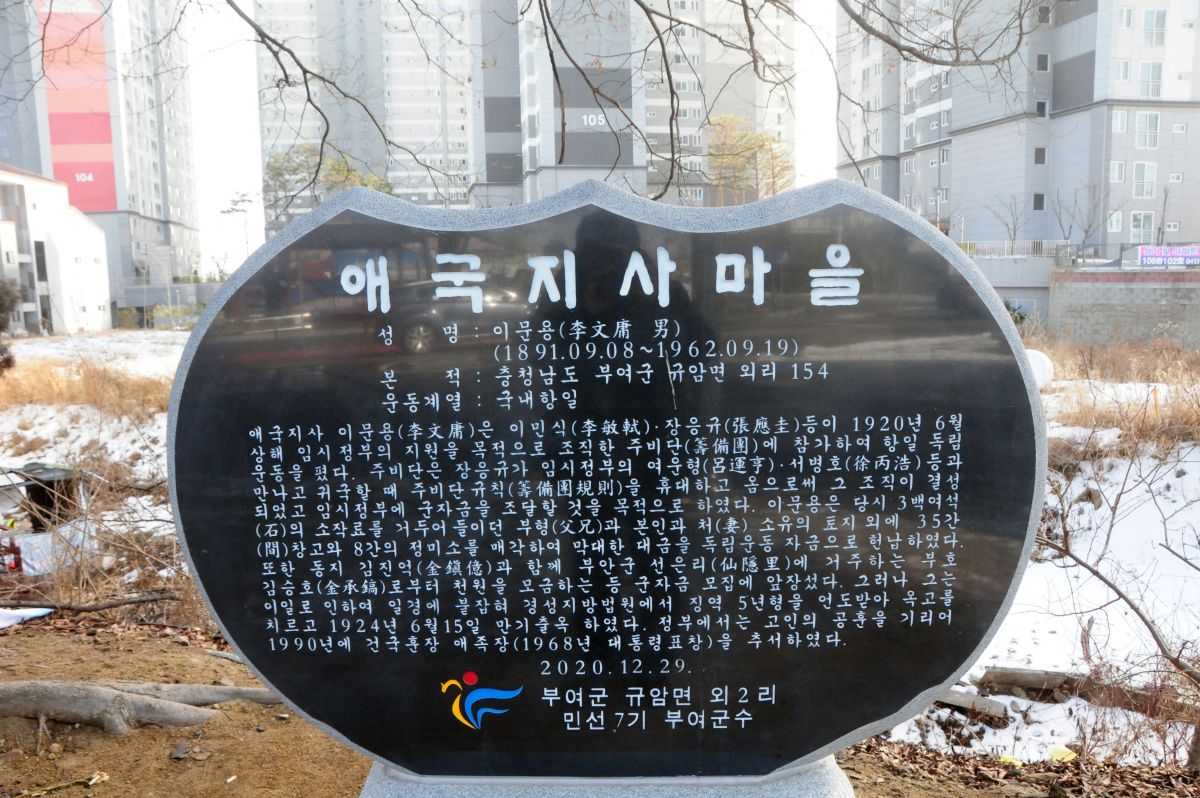 104
105
106동102호
애국지사마을
성 명 : 이문용(李文庸 男)
(1891.09.08~1962.09.19)
본 적 : 충청남도 부여군 규암면 외리 154
운동계열 : 국내항일
애국지사 이문용(李文庸)은 이민식(李敏軾)·장응규(張應圭)등이 1920년 6월
상해 임시정부의 지원을 목적으로 조직한 주비단(籌備團)에 참가하여 항일 독립
운동을 폈다. 주비단은 장응규가 임시정부의 여운형(呂運亨)·서병호(徐丙浩)등과
만나고 귀국할 때 주비단규칙(籌備團規則)을 휴대하고 옴으로써 그 조직이 결성
되었고 임시정부에 군자금을 조달할 것을 목적으로 하였다. 이문용은 당시 3백여석
(石)의 소작료를 거두어들이던 부형(父兄)과 본인과 처(妻) 소유의 토지 외에 35간
(間)창고와 8간의 정미소를 매각하여 막대한 대금을 독립운동 자금으로 헌납하였다.
또한 동지 김진억(金鎭億)과 함께 부안군 선은리(仙隱里)에 거주하는 부호
김승호(金承鎬)로부터 천원을 모금하는 등 군자금 모집에 앞장섰다. 그러나 그는
이일로 인하여 일경에 붙잡혀 경성지방법원에서 징역 5년형을 언도받아 옥고를
치르고 1924년 6월15일 만기출옥 하였다. 정부에서는 고인의 공훈을 기리어
1990년에 건국훈장 애족장(1968년 대통령표창)을 추서하였다.
2020.12.29.
부여군 규암면 외2리
민선7기 부여군수